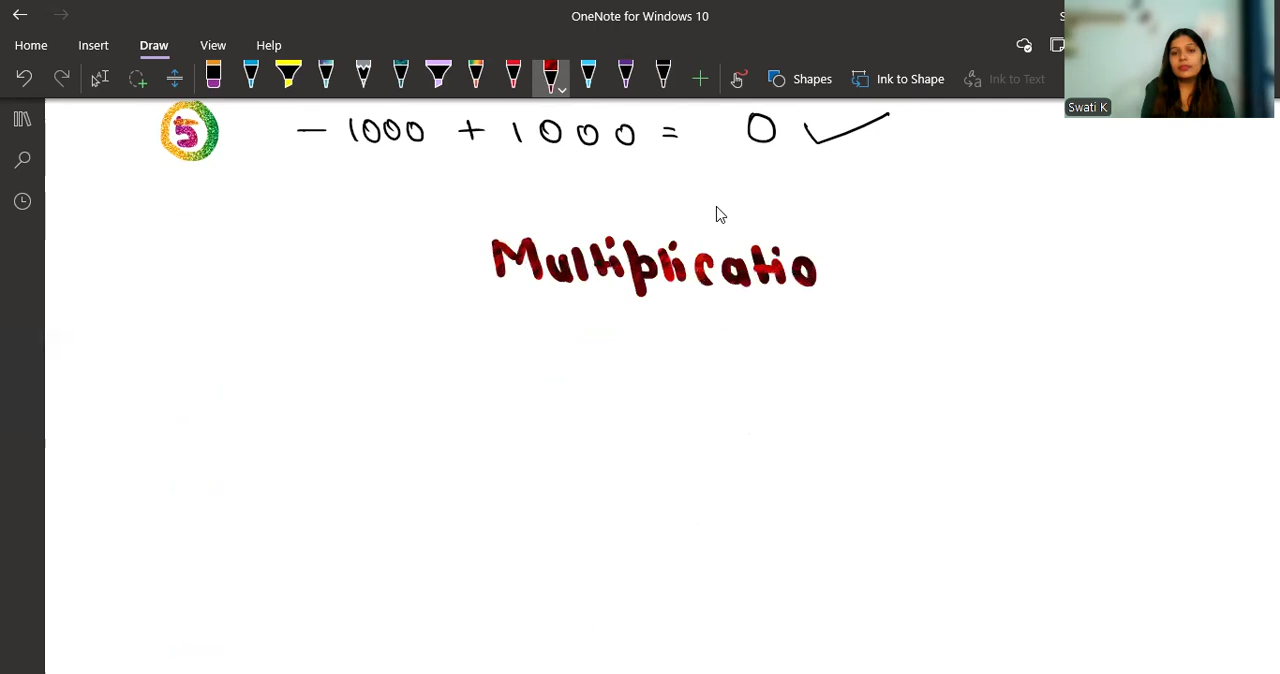 OneNote for Windows 10
Home Insert Draw View Help
Shapes Ink to Shape Ink to Text
Swati K
5 - 1000 + 1000 = 0 ✓
Multiplicatio